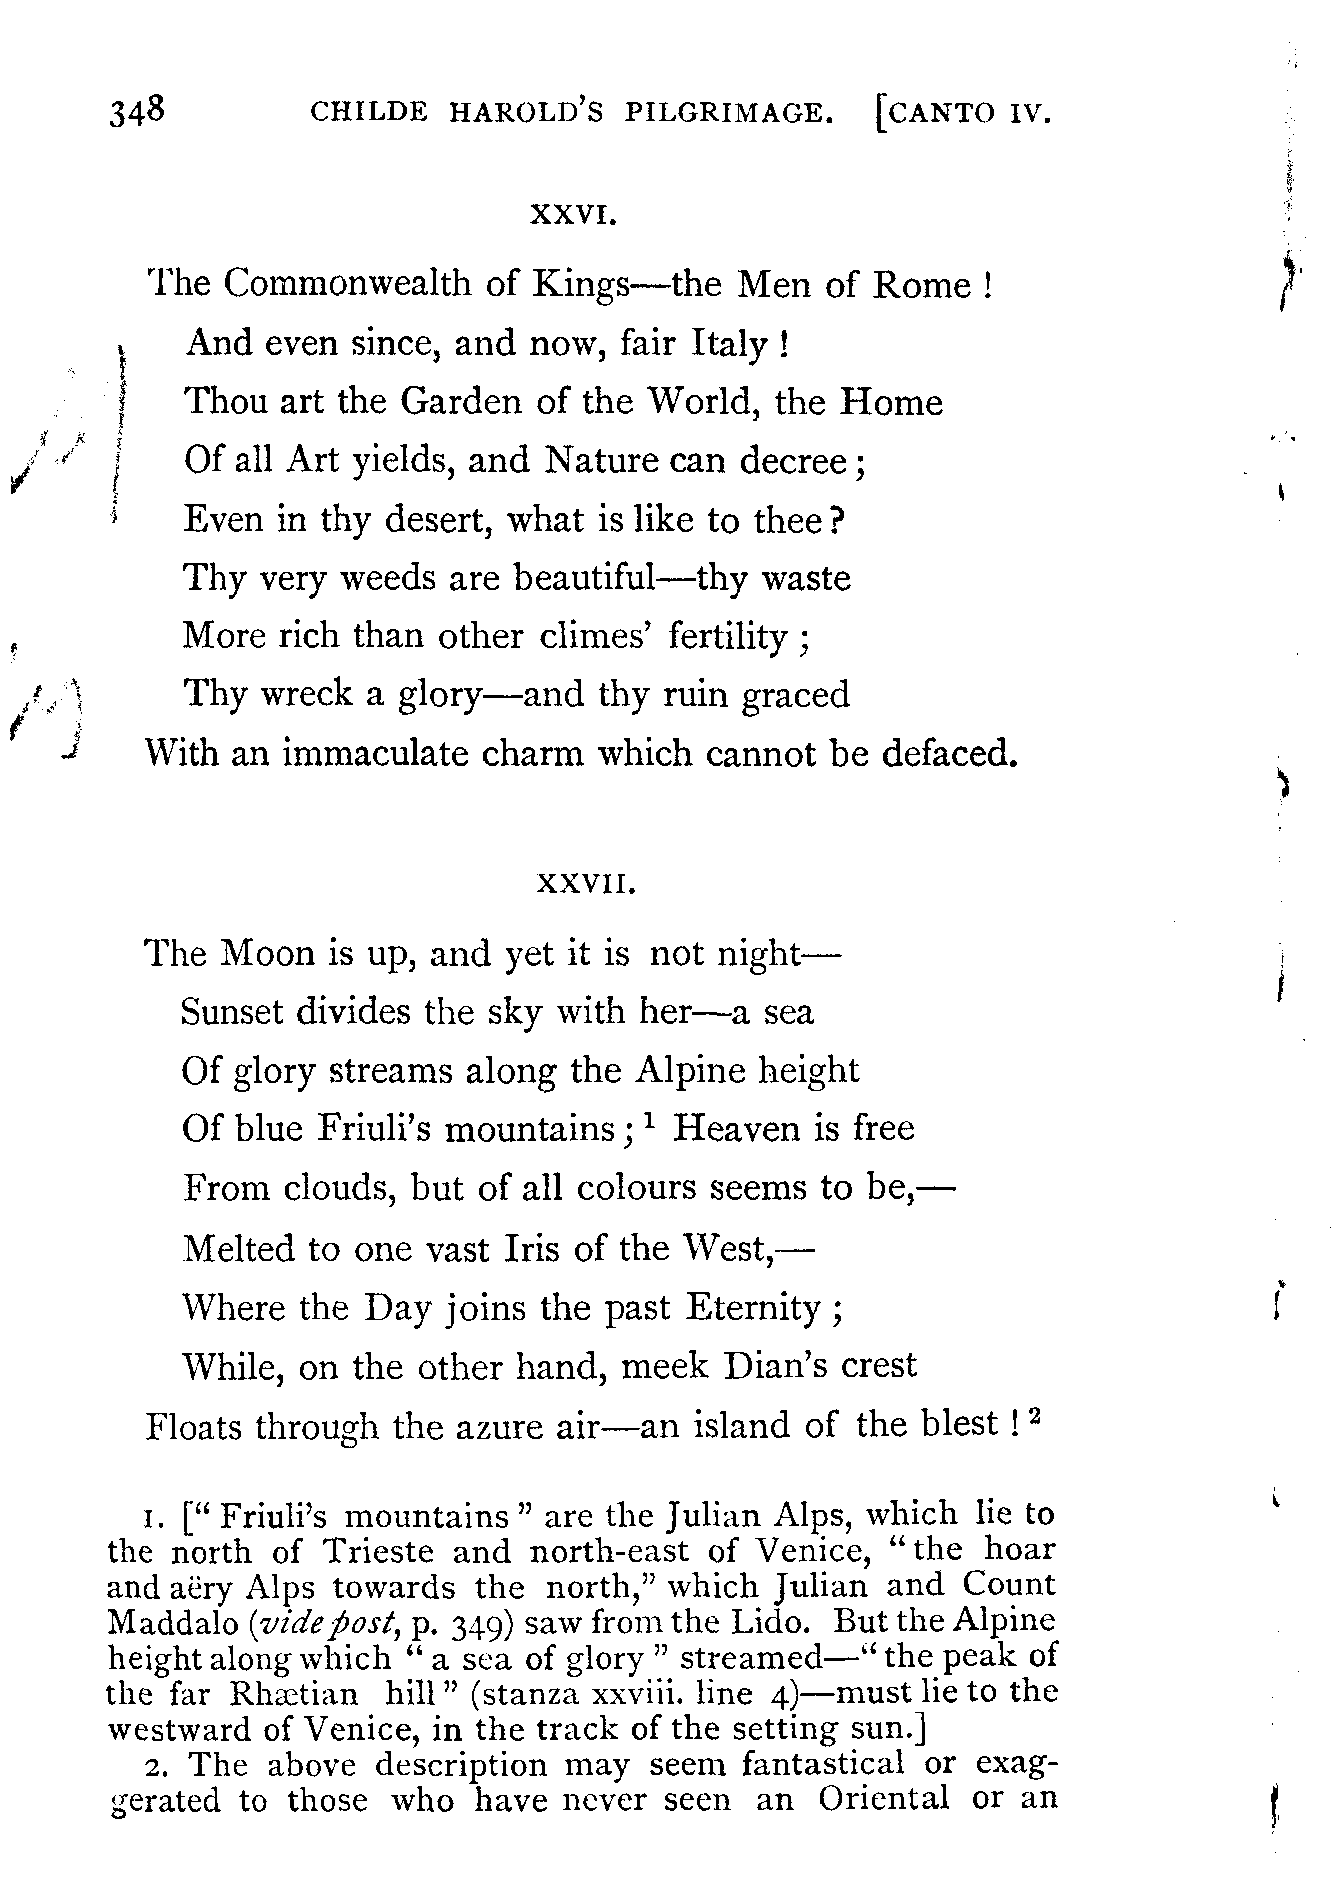 348 CHILDE HAROLD'S PILGRIMAGE. [CANTO IV.
XXVI.
The Commonwealth of Kings—the Men of Rome !
And even since, and now, fair Italy !
Thou art the Garden of the World, the Home
Of all Art yields, and Nature can decree ;
Even in thy desert, what is like to thee ?
Thy very weeds are beautiful—thy waste
More rich than other climes' fertility ;
Thy wreck a glory—and thy ruin graced
With an immaculate charm which cannot be defaced.
XXVII.
The Moon is up, and yet it is not night—
Sunset divides the sky with her—a sea
Of glory streams along the Alpine height
Of blue Friuli's mountains ; ¹ Heaven is free
From clouds, but of all colours seems to be,—
Melted to one vast Iris of the West,—
Where the Day joins the past Eternity ;
While, on the other hand, meek Dian's crest
Floats through the azure air—an island of the blest ! ²
1. [" Friuli's mountains " are the Julian Alps, which lie to
the north of Trieste and north-east of Venice, " the hoar
and aëry Alps towards the north," which Julian and Count
Maddalo (vide post, p. 349) saw from the Lido. But the Alpine
height along which " a sea of glory " streamed—" the peak of
the far Rhætian hill " (stanza xxviii. line 4)—must lie to the
westward of Venice, in the track of the setting sun.]
2. The above description may seem fantastical or exag-
gerated to those who have never seen an Oriental or an